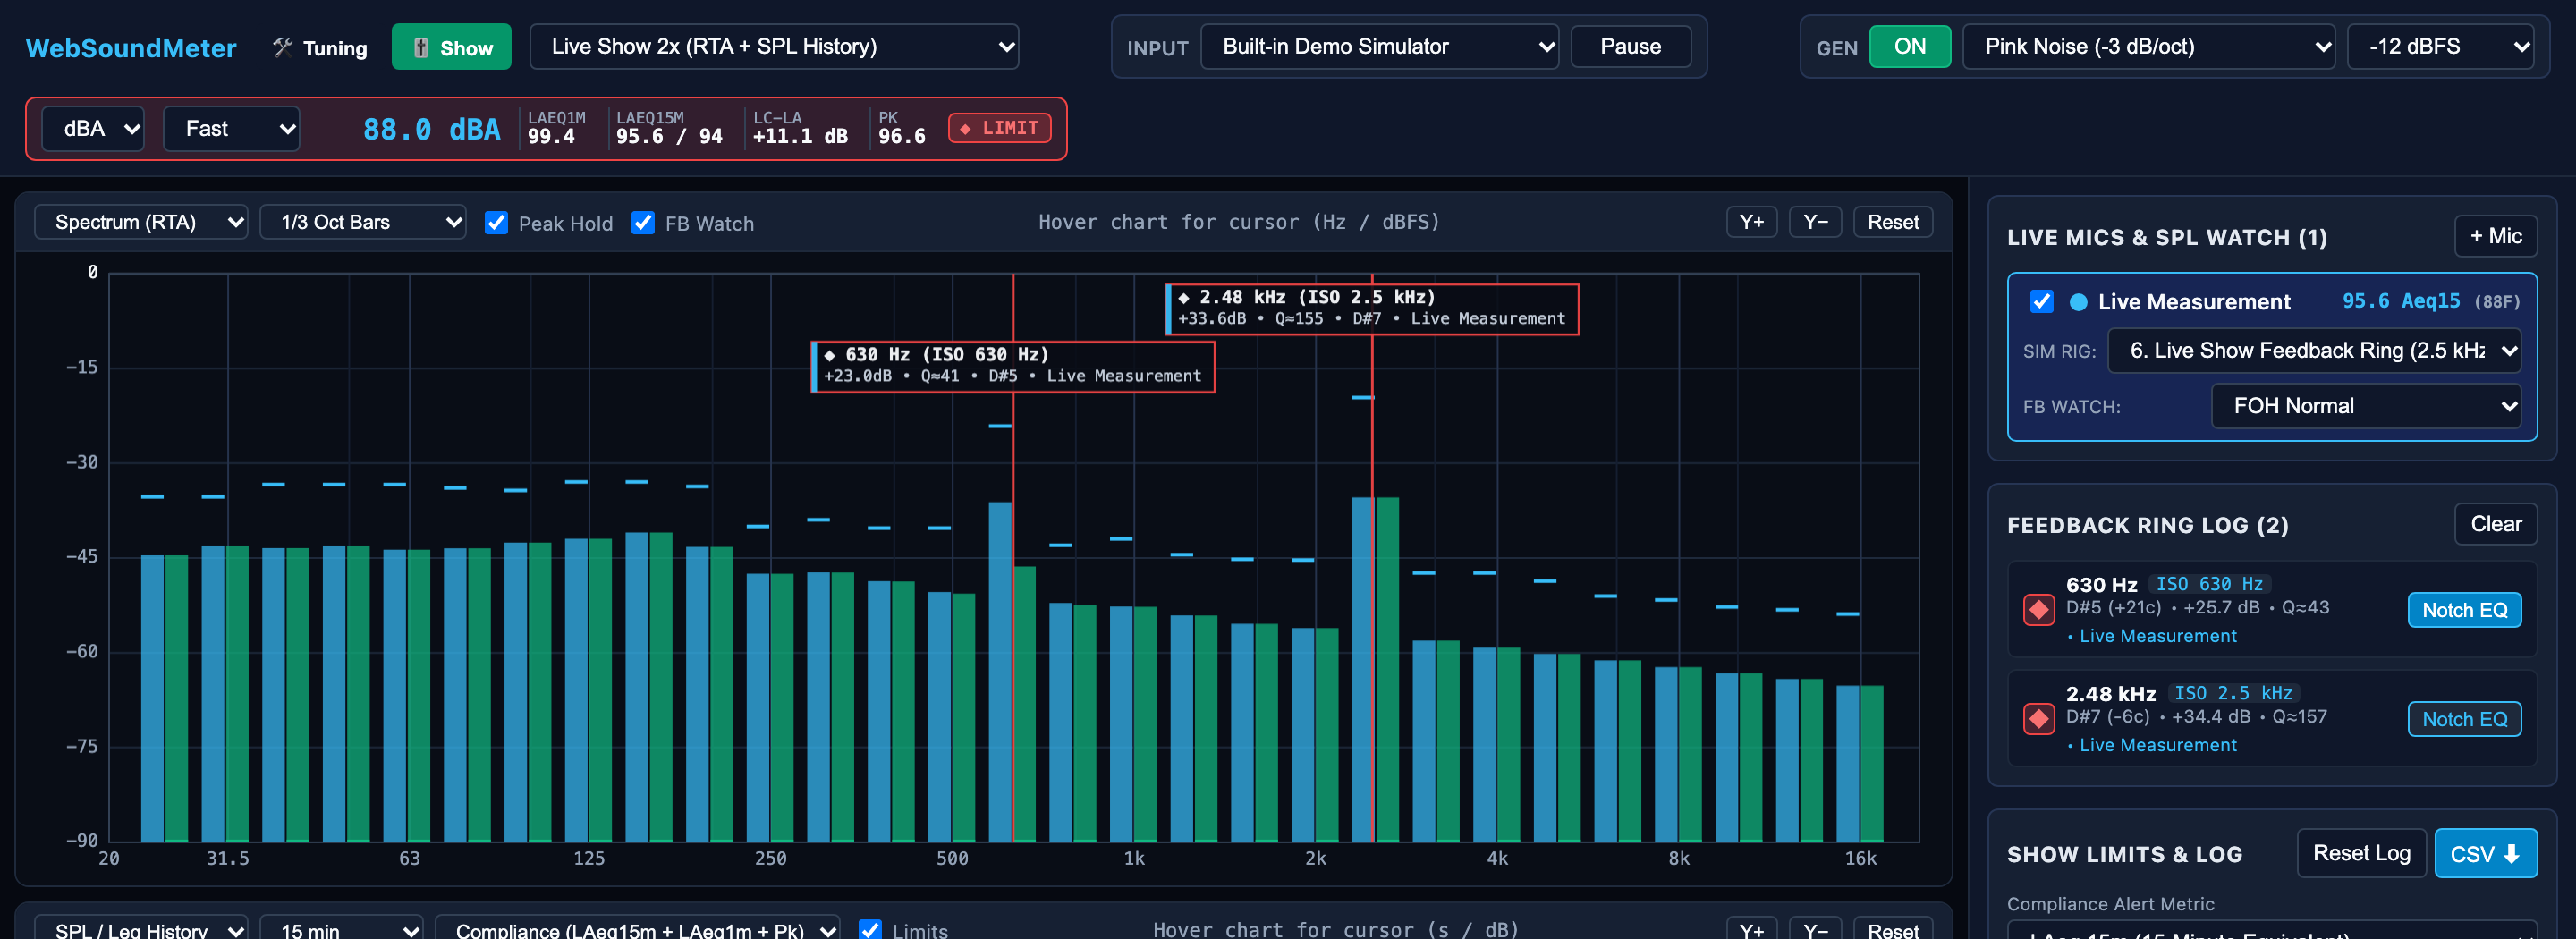 WebSoundMeter
🛠 Tuning
🎚 Show
Live Show 2x (RTA + SPL History)
INPUT
Built-in Demo Simulator
Pause
GEN
ON
Pink Noise (-3 dB/oct)
-12 dBFS
dBA
Fast
88.0 dBA
LAEQ1M
99.4
LAEQ15M
95.6 / 94
LC-LA
+11.1 dB
PK
96.6
◆ LIMIT
Spectrum (RTA)
1/3 Oct Bars
Peak Hold
FB Watch
Hover chart for cursor (Hz / dBFS)
Y+
Y−
Reset
0
−15
−30
−45
−60
−75
−90
◆ 2.48 kHz (ISO 2.5 kHz)
+33.6dB • Q≈155 • D#7 • Live Measurement
◆ 630 Hz (ISO 630 Hz)
+23.0dB • Q≈41 • D#5 • Live Measurement
20
31.5
63
125
250
500
1k
2k
4k
8k
16k
SPL / Leq History
15 min
Compliance (LAeq15m + LAeq1m + Pk)
Limits
Hover chart for cursor (s / dB)
Y+
Y−
Reset
LIVE MICS & SPL WATCH (1)
+ Mic
Live Measurement
95.6 Aeq15 (88F)
SIM RIG:
6. Live Show Feedback Ring (2.5 kHz
FB WATCH:
FOH Normal
FEEDBACK RING LOG (2)
Clear
630 Hz ISO 630 Hz
D#5 (+21c) • +25.7 dB • Q≈43
• Live Measurement
Notch EQ
2.48 kHz ISO 2.5 kHz
D#7 (-6c) • +34.4 dB • Q≈157
• Live Measurement
Notch EQ
SHOW LIMITS & LOG
Reset Log
CSV ⬇
Compliance Alert Metric
LAeq 15m (15-Minute Equivalent)